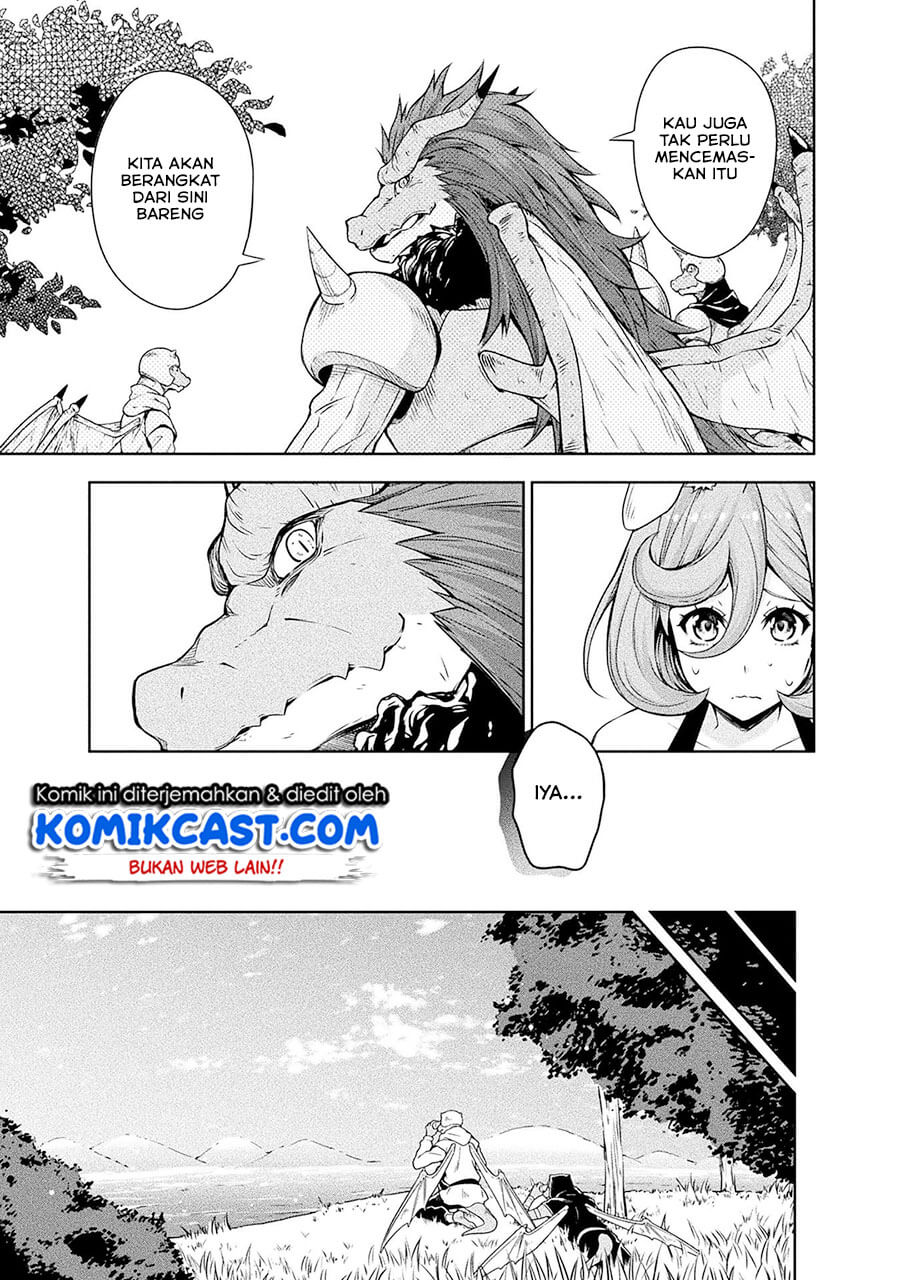 KAU JUGA
TAK PERLU
MENCEMAS-
KAN ITU
KITA AKAN
BERANGKAT
DARI SINI
BARENG
IYA...
Komik ini diterjemahkan & diedit oleh
KOMIKCAST.COM
BUKAN WEB LAIN!!